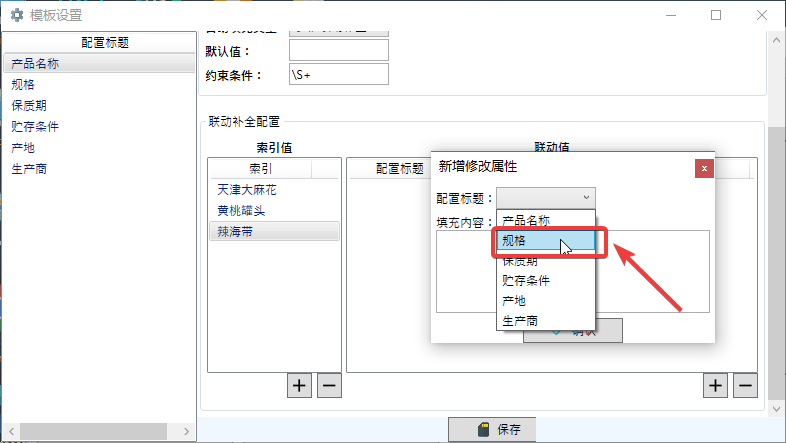 模板设置
配置标题
产品名称
规格
保质期
贮存条件
产地
生产商
默认值：
约束条件：
\S+
联动补全配置
索引值
联动值
索引
配置标题
天津大麻花
黄桃罐头
辣海带
新增修改属性
x
配置标题：
填充内容：
产品名称
规格
保质期
贮存条件
产地
生产商
确认
保存